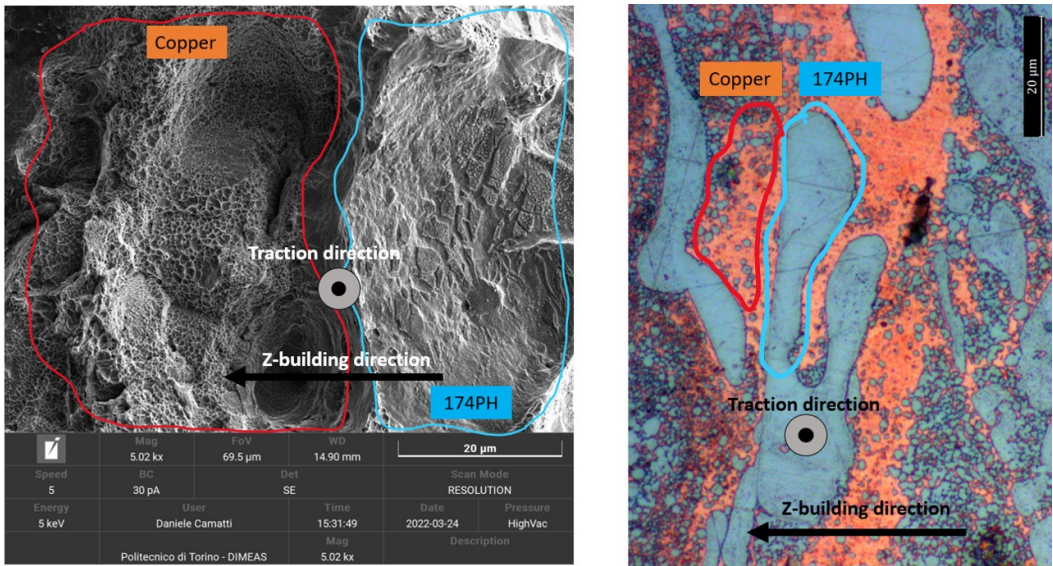 Copper
Traction direction
Z-building direction
174PH
Mag FoV WD
5.02 kx 69.5 µm 14.90 mm 20 µm
Speed BC Det Scan Mode
5 30 pA SE RESOLUTION
Energy User Time Date Pressure
5 keV Daniele Camatti 15:31:49 2022-03-24 HighVac
Mag Description
Politecnico di Torino - DIMEAS 5.02 kx
20 µm
Copper 174PH
Traction direction
Z-building direction